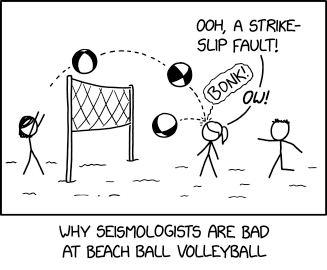 OOH, A STRIKE-
SLIP FAULT!
BONK!
OW!
WHY SEISMOLOGISTS ARE BAD
AT BEACH BALL VOLLEYBALL